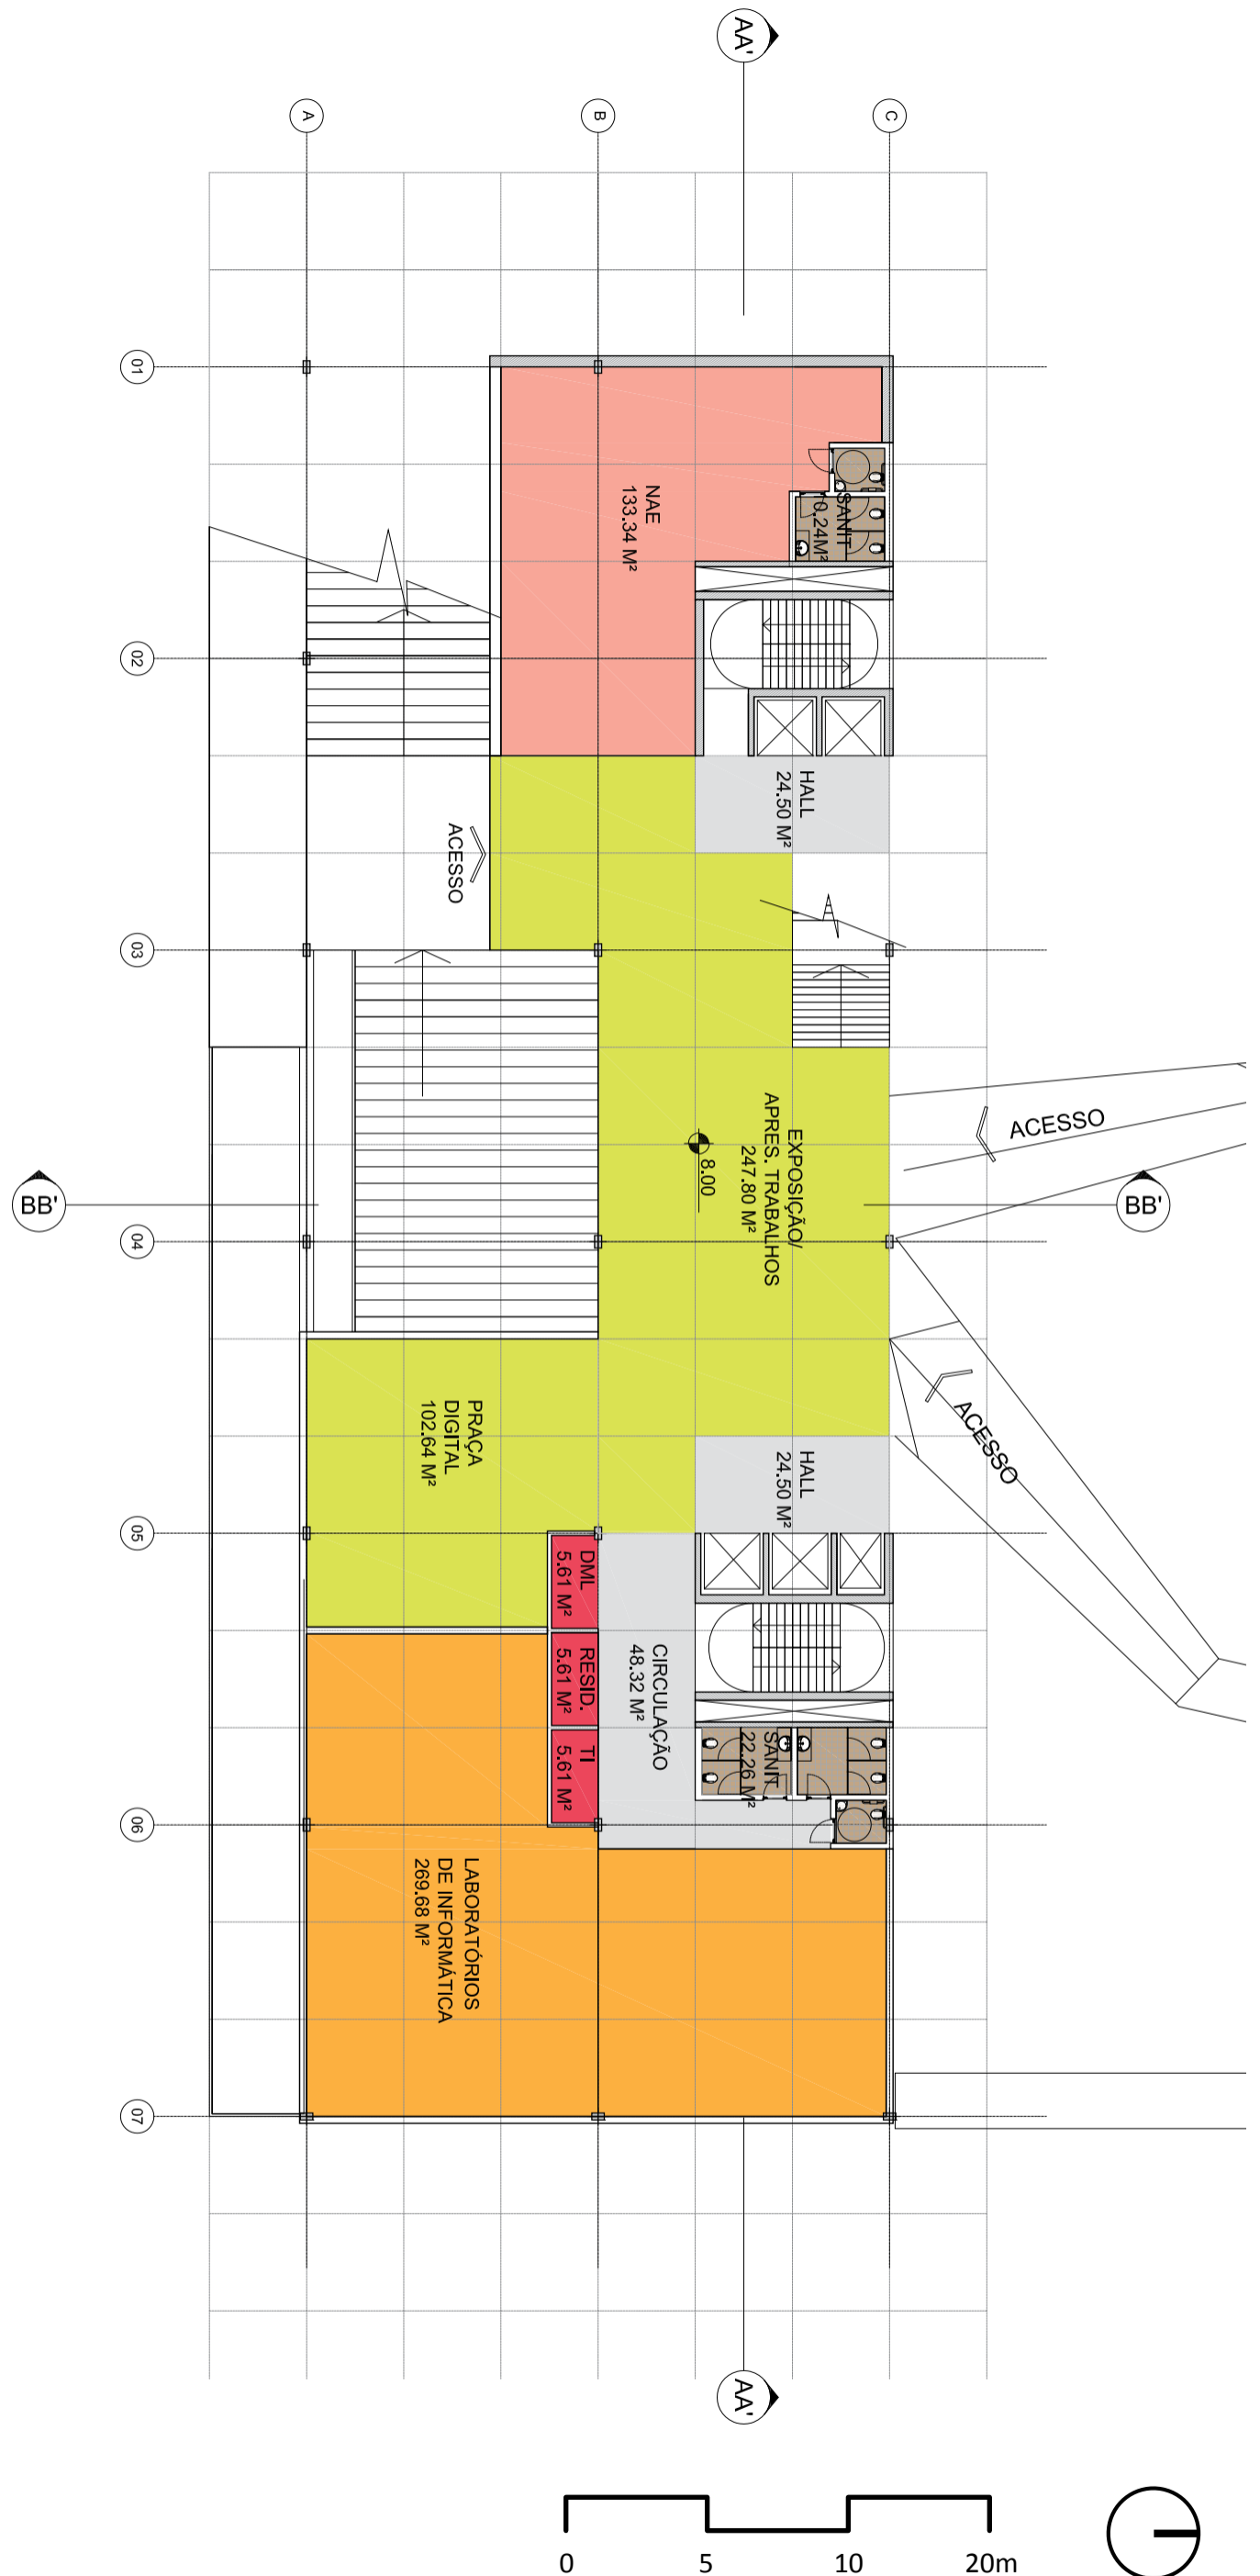 AA'
A
B
C
01
NAE
133.34 M²
SANIT
10.24M²
02
HALL
24.50 M²
ACESSO
03
EXPOSIÇÃO/
APRES. TRABALHOS
247.80 M²
8.00
ACESSO
BB'
BB'
04
PRAÇA
DIGITAL
102.64 M²
HALL
24.50 M²
ACESSO
05
DML
5.61 M²
RESID.
5.61 M²
TI
5.61 M²
CIRCULAÇÃO
48.32 M²
SANIT
22.26 M²
06
LABORATÓRIOS
DE INFORMÁTICA
269.68 M²
07
AA'
0 5 10 20m